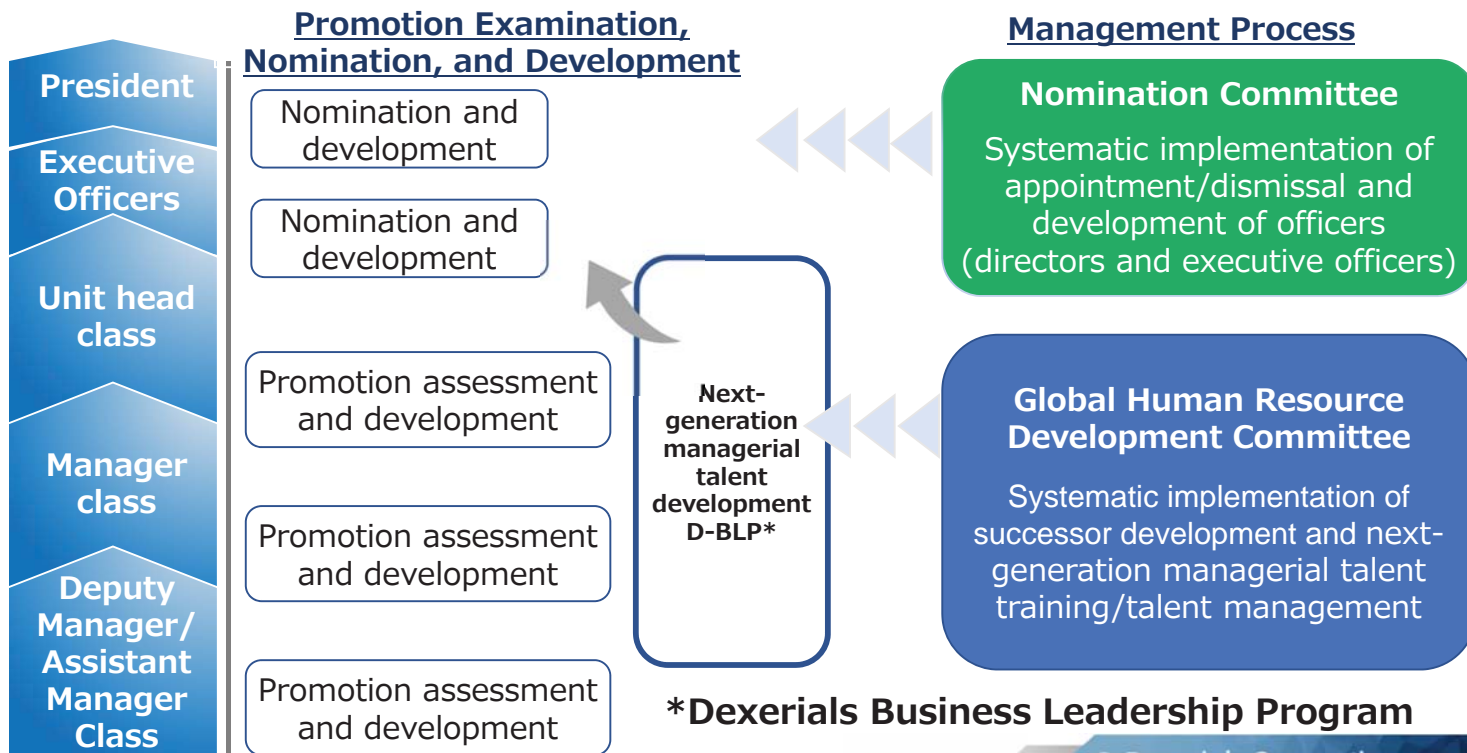 Promotion Examination,
Nomination, and Development
Management Process
President
Executive
Officers
Unit head
class
Manager
class
Deputy
Manager/
Assistant
Manager
Class
Nomination and
development
Nomination and
development
Promotion assessment
and development
Promotion assessment
and development
Promotion assessment
and development
Next-
generation
managerial
talent
development
D-BLP*
Nomination Committee
Systematic implementation of
appointment/dismissal and
development of officers
(directors and executive officers)
Global Human Resource
Development Committee
Systematic implementation of
successor development and next-
generation managerial talent
training/talent management
*Dexerials Business Leadership Program